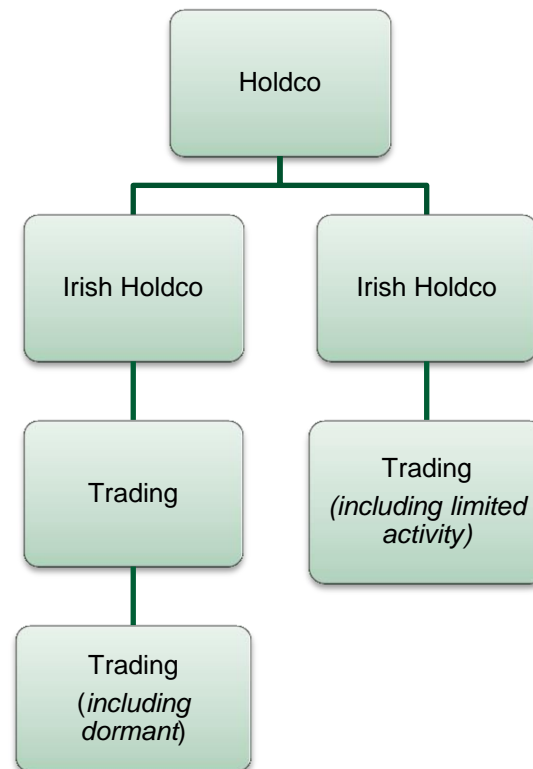 Holdco
Irish Holdco
Irish Holdco
Trading
Trading
(including limited
activity)
Trading
(including
dormant)